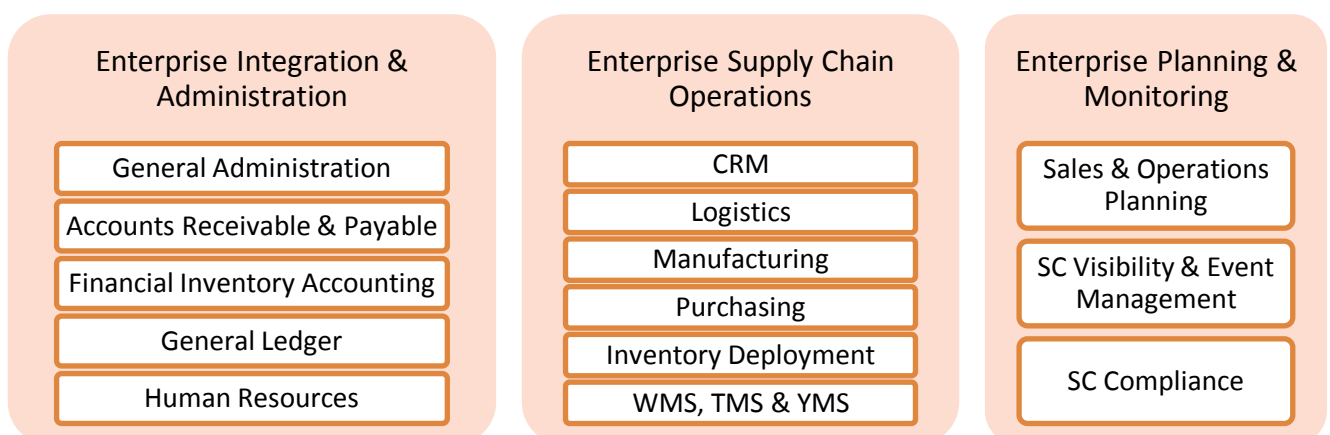 Enterprise Integration &
Administration
General Administration
Accounts Receivable & Payable
Financial Inventory Accounting
General Ledger
Human Resources
Enterprise Supply Chain
Operations
CRM
Logistics
Manufacturing
Purchasing
Inventory Deployment
WMS, TMS & YMS
Enterprise Planning &
Monitoring
Sales & Operations
Planning
SC Visibility & Event
Management
SC Compliance